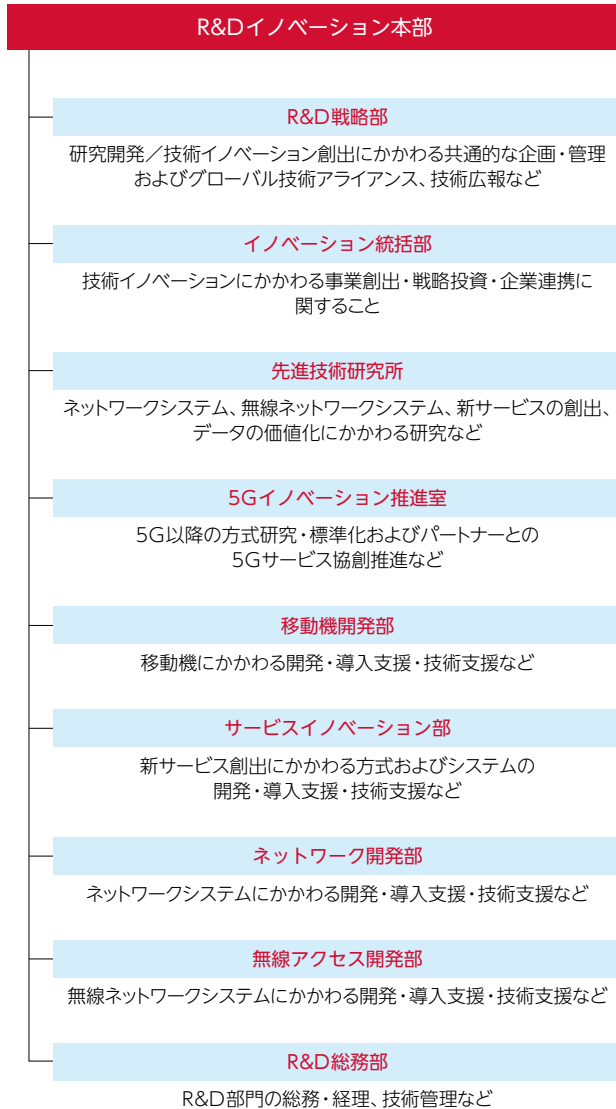 R&Dイノベーション本部
R&D戦略部
研究開発／技術イノベーション創出にかかわる共通的な企画・管理
およびグローバル技術アライアンス、技術広報など
イノベーション統括部
技術イノベーションにかかわる事業創出・戦略投資・企業連携に
関すること
先進技術研究所
ネットワークシステム、無線ネットワークシステム、新サービスの創出、
データの価値化にかかわる研究など
5Gイノベーション推進室
5G以降の方式研究・標準化およびパートナーとの
5Gサービス協創推進など
移動機開発部
移動機にかかわる開発・導入支援・技術支援など
サービスイノベーション部
新サービス創出にかかわる方式およびシステムの
開発・導入支援・技術支援など
ネットワーク開発部
ネットワークシステムにかかわる開発・導入支援・技術支援など
無線アクセス開発部
無線ネットワークシステムにかかわる開発・導入支援・技術支援など
R&D総務部
R&D部門の総務・経理、技術管理など